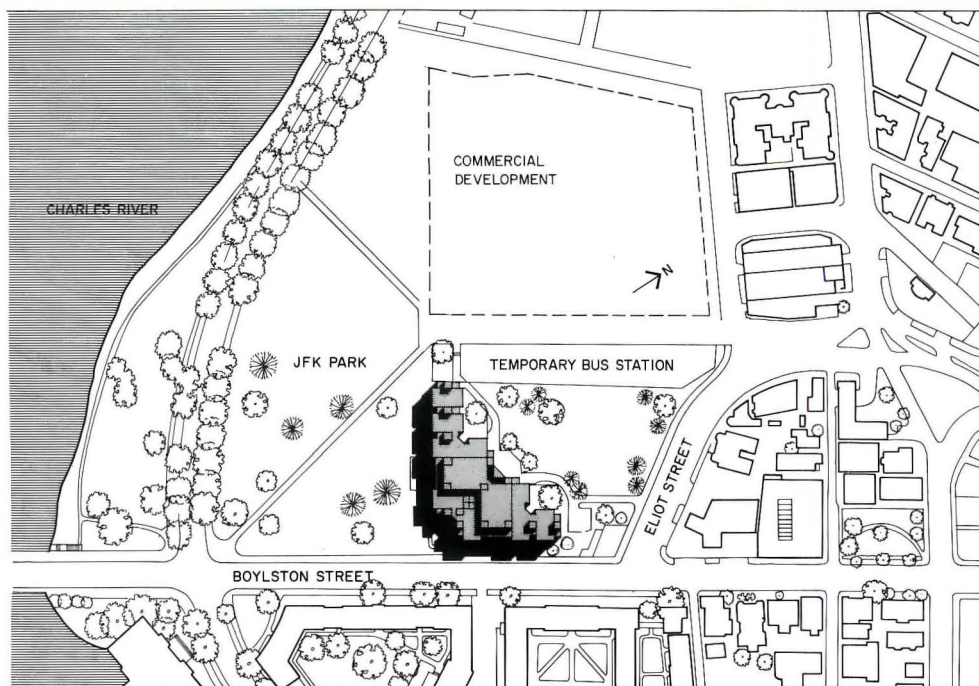 COMMERCIAL
DEVELOPMENT
CHARLES RIVER
N
JFK PARK
TEMPORARY BUS STATION
ELIOT STREET
BOYLSTON STREET